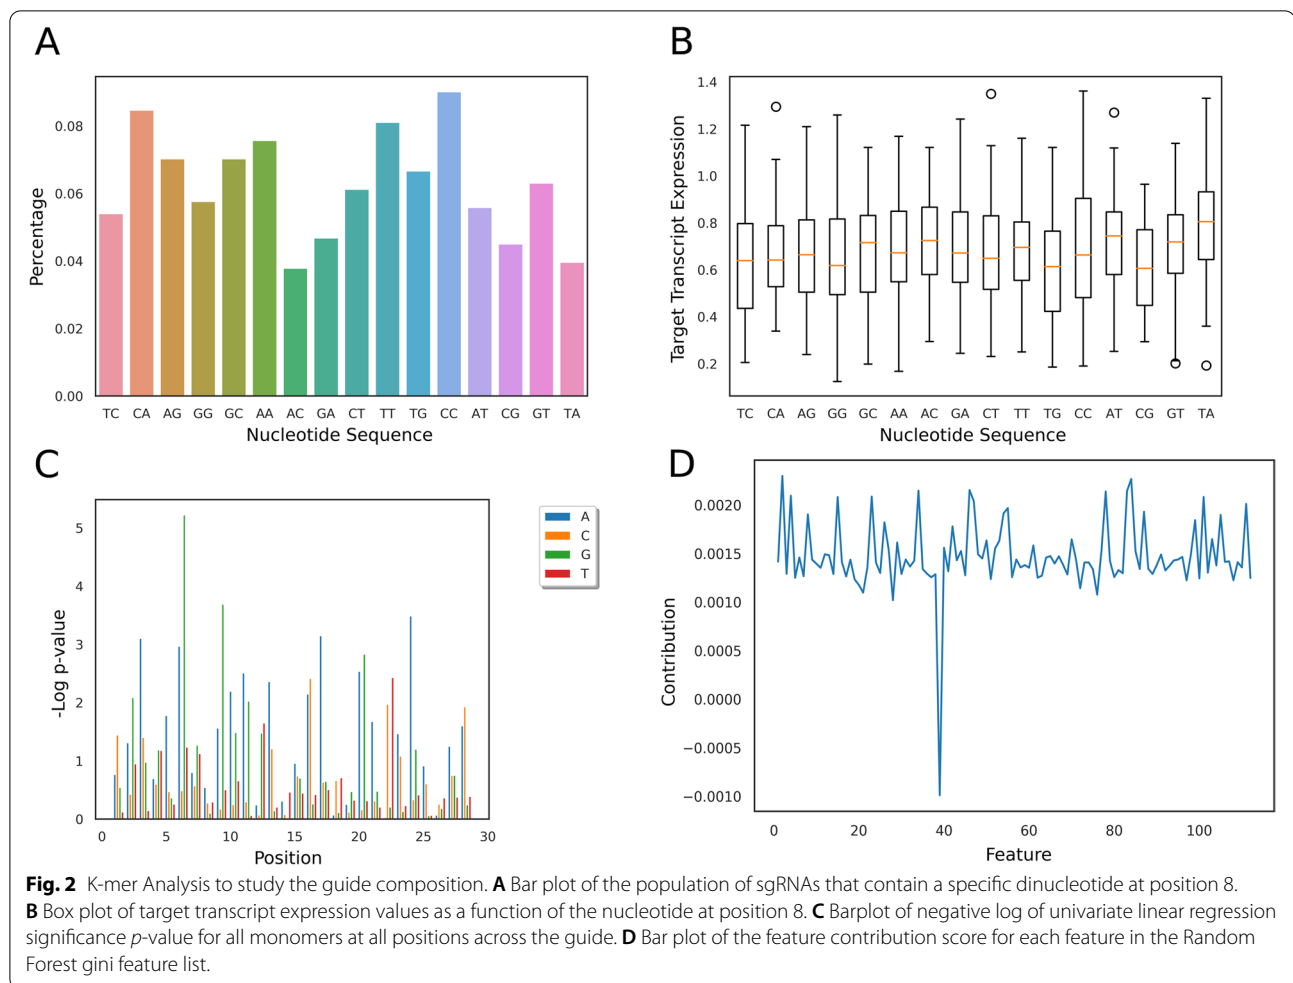 A
0.08
0.06
0.04
0.02
0.00
Percentage
TC CA AG GG GC AA AC GA CT TT TG CC AT CG GT TA
Nucleotide Sequence
B
1.4
1.2
1.0
0.8
0.6
0.4
0.2
Target Transcript Expression
TC CA AG GG GC AA AC GA CT TT TG CC AT CG GT TA
Nucleotide Sequence
C
5
4
3
2
1
0
-Log p-value
0 5 10 15 20 25 30
Position
A
C
G
T
D
0.0020
0.0015
0.0010
0.0005
0.0000
−0.0005
−0.0010
Contribution
0 20 40 60 80 100
Feature
Fig. 2 K-mer Analysis to study the guide composition. A Bar plot of the population of sgRNAs that contain a specific dinucleotide at position 8.
B Box plot of target transcript expression values as a function of the nucleotide at position 8. C Barplot of negative log of univariate linear regression
significance p-value for all monomers at all positions across the guide. D Bar plot of the feature contribution score for each feature in the Random
Forest gini feature list.